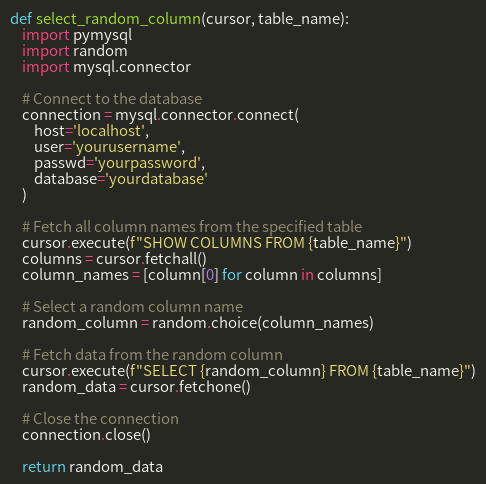 def select_random_column(cursor, table_name):
    import pymysql
    import random
    import mysql.connector

    # Connect to the database
    connection = mysql.connector.connect(
        host='localhost',
        user='yourusername',
        passwd='yourpassword',
        database='yourdatabase'
    )

    # Fetch all column names from the specified table
    cursor.execute(f"SHOW COLUMNS FROM {table_name}")
    columns = cursor.fetchall()
    column_names = [column[0] for column in columns]

    # Select a random column name
    random_column = random.choice(column_names)

    # Fetch data from the random column
    cursor.execute(f"SELECT {random_column} FROM {table_name}")
    random_data = cursor.fetchone()

    # Close the connection
    connection.close()

    return random_data